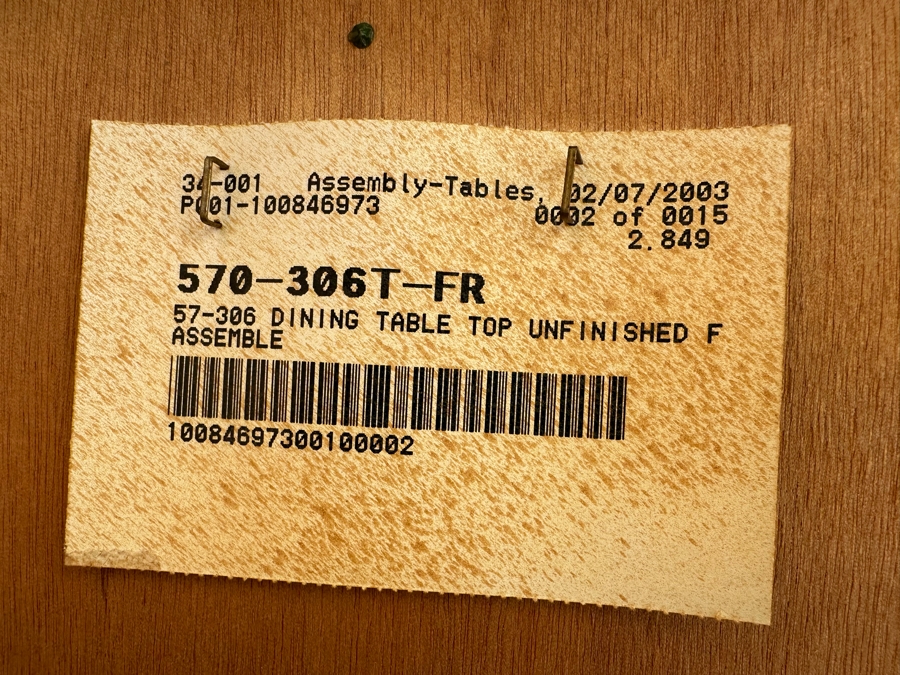 34-001 Assembly-Tables, 02/07/2003
P001-100846973 0002 of 0015
2.849
570-306T-FR
57-306 DINING TABLE TOP UNFINISHED F
ASSEMBLE
10084697300100002